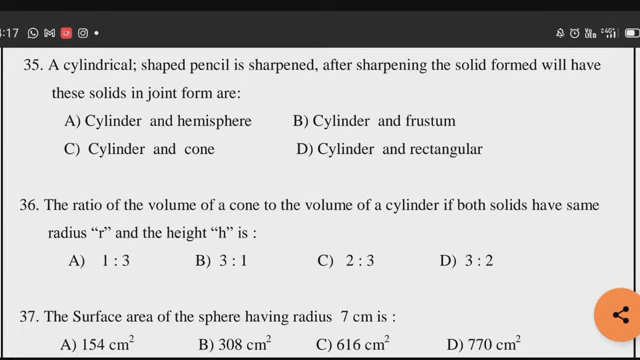 :17
35. A cylindrical; shaped pencil is sharpened, after sharpening the solid formed will have
these solids in joint form are:
A) Cylinder and hemisphere B) Cylinder and frustum
C) Cylinder and cone D) Cylinder and rectangular
36. The ratio of the volume of a cone to the volume of a cylinder if both solids have same
radius “r” and the height “h” is :
A) 1 : 3 B) 3 : 1 C) 2 : 3 D) 3 : 2
37. The Surface area of the sphere having radius 7 cm is :
A) 154 cm² B) 308 cm² C) 616 cm² D) 770 cm²